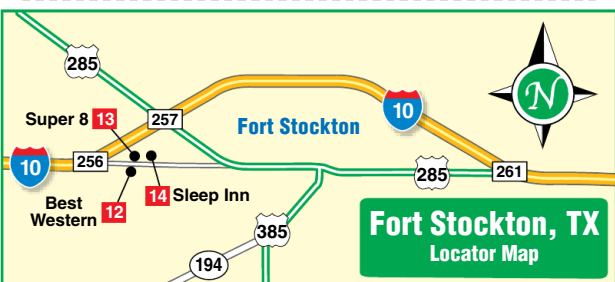 285
Super 8 13
257
10
N
Fort Stockton
10
256
Best
Western 12
14 Sleep Inn
285
261
385
194
Fort Stockton, TX
Locator Map